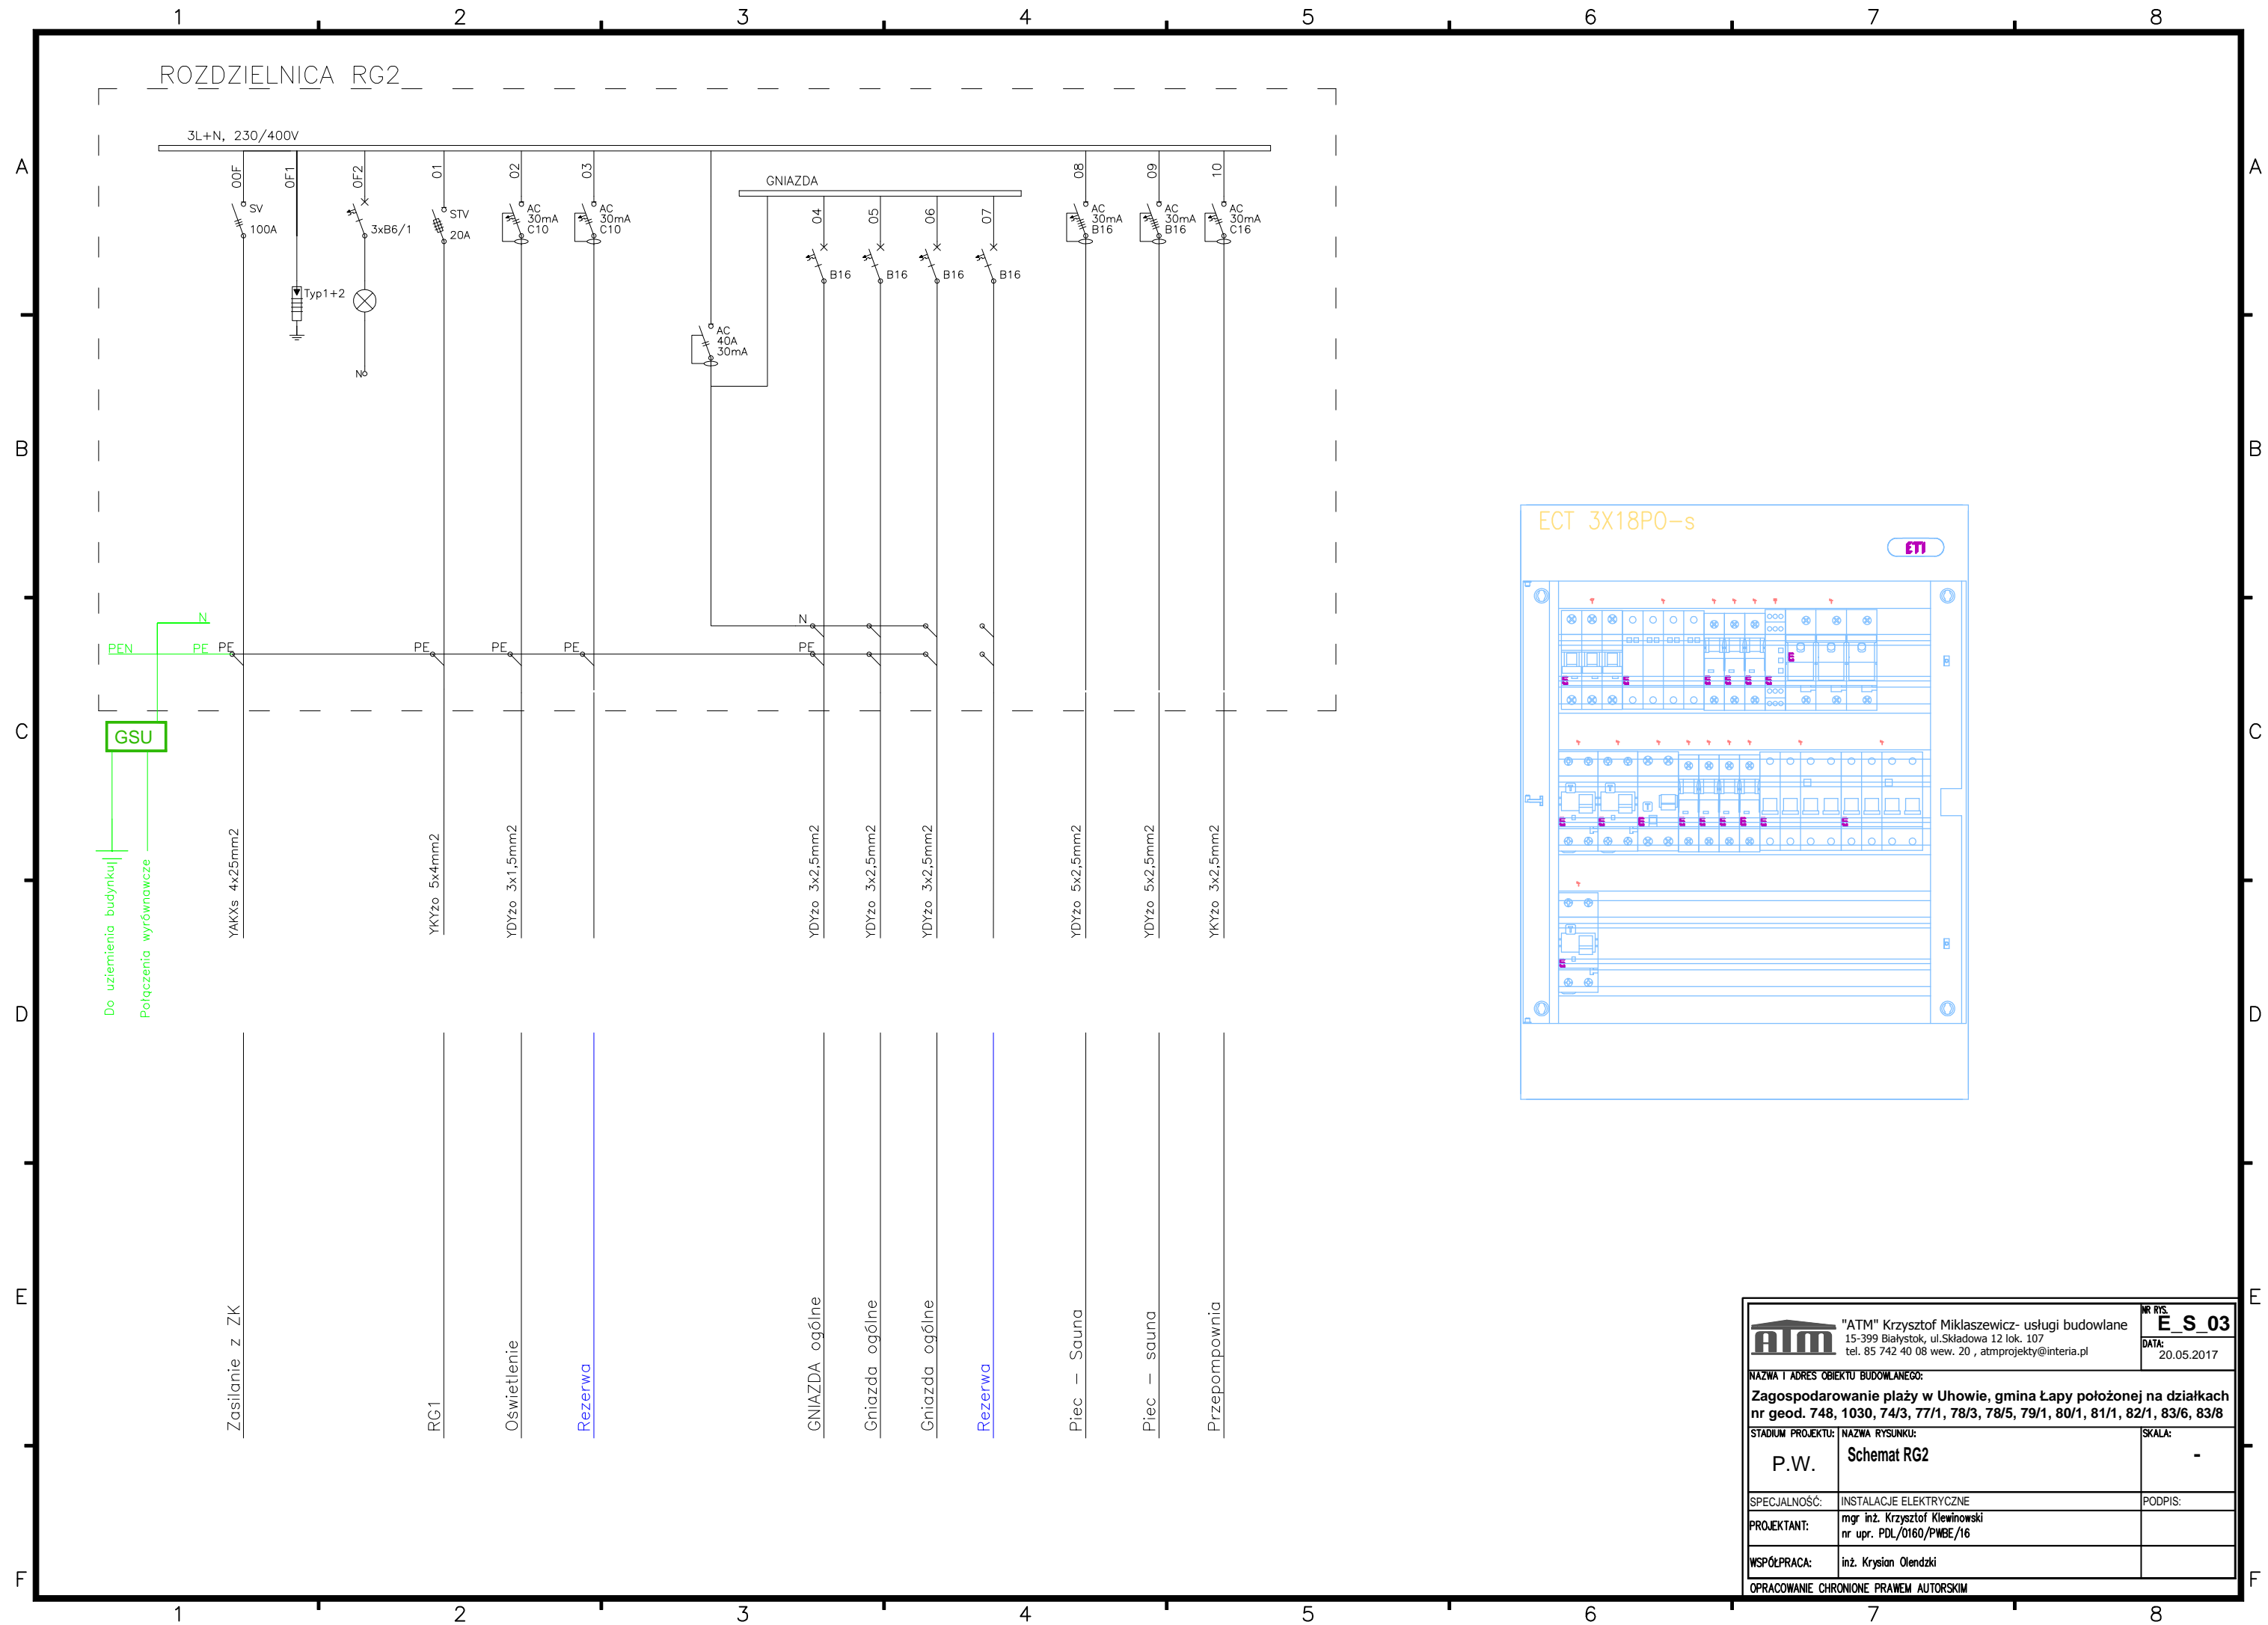 1 2 3 4 5 6 7 8
A
B
C
D
E
F
ROZDZIELNICA RG2
3L+N, 230/400V
00F
0F1
0F2
01
02
03
GNIAZDA
04
05
06
07
08
09
10
SV
100A
Typ1+2
3xB6/1
N
STV
20A
AC
30mA
C10
AC
30mA
C10
AC
40A
30mA
B16
B16
B16
B16
AC
30mA
B16
AC
30mA
B16
AC
30mA
C16
N
PEN
PE
PE
PE
PE
PE
N
PE
GSU
Do uziemienia budynku
Połączenia wyrównawcze
YAKXs 4x25mm2
YKYżo 5x4mm2
YDYżo 3x1,5mm2
YDYżo 3x2,5mm2
YDYżo 3x2,5mm2
YDYżo 3x2,5mm2
YDYżo 5x2,5mm2
YDYżo 5x2,5mm2
YKYżo 3x2,5mm2
Zasilanie z ZK
RG1
Oświetlenie
Rezerwa
GNIAZDA ogólne
Gniazda ogólne
Gniazda ogólne
Rezerwa
Piec – Sauna
Piec – sauna
Przepompownia
ECT 3X18PO-s
ETI
ATM
"ATM" Krzysztof Miklaszewicz- usługi budowlane
15-399 Białystok, ul.Składowa 12 lok. 107
tel. 85 742 40 08 wew. 20 , atmprojekty@interia.pl
NR RYS.
E_S_03
DATA:
20.05.2017
NAZWA I ADRES OBIEKTU BUDOWLANEGO:
Zagospodarowanie plaży w Uhowie, gmina Łapy położonej na działkach
nr geod. 748, 1030, 74/3, 77/1, 78/3, 78/5, 79/1, 80/1, 81/1, 82/1, 83/6, 83/8
STADIUM PROJEKTU:
P.W.
NAZWA RYSUNKU:
Schemat RG2
SKALA:
-
SPECJALNOŚĆ:
INSTALACJE ELEKTRYCZNE
PODPIS:
PROJEKTANT:
mgr inż. Krzysztof Klewinowski
nr upr. PDL/0160/PWBE/16
WSPÓŁPRACA:
inż. Krysian Olendzki
OPRACOWANIE CHRONIONE PRAWEM AUTORSKIM
A
B
C
D
E
F
1 2 3 4 5 6 7 8